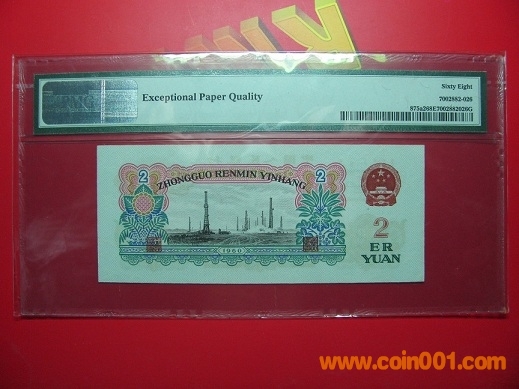 Exceptional Paper Quality
Sixty Eight
7002882-026
875a268E7002882026G
2
2
ZHONGGUO RENMIN YINHANG
1960
2
ER
YUAN
www.coin001.com